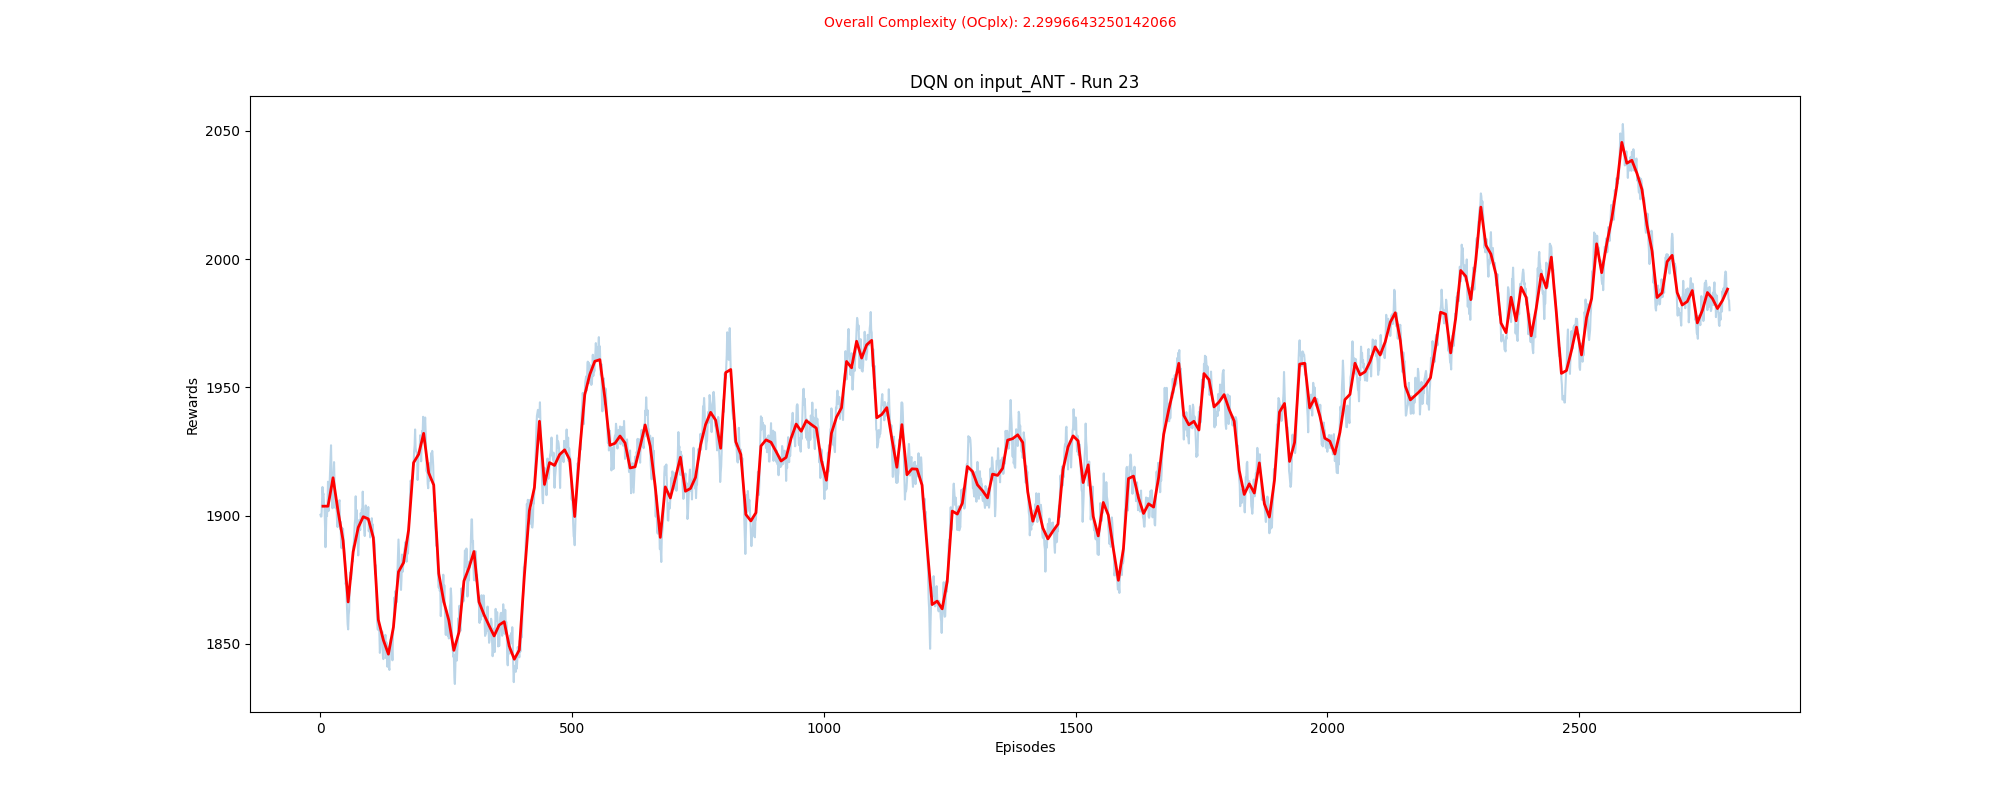 Overall Complexity (OCplx): 2.2996643250142066
DQN on input_ANT - Run 23
2050
2000
1950
1900
1850
Rewards
0 500 1000 1500 2000 2500
Episodes